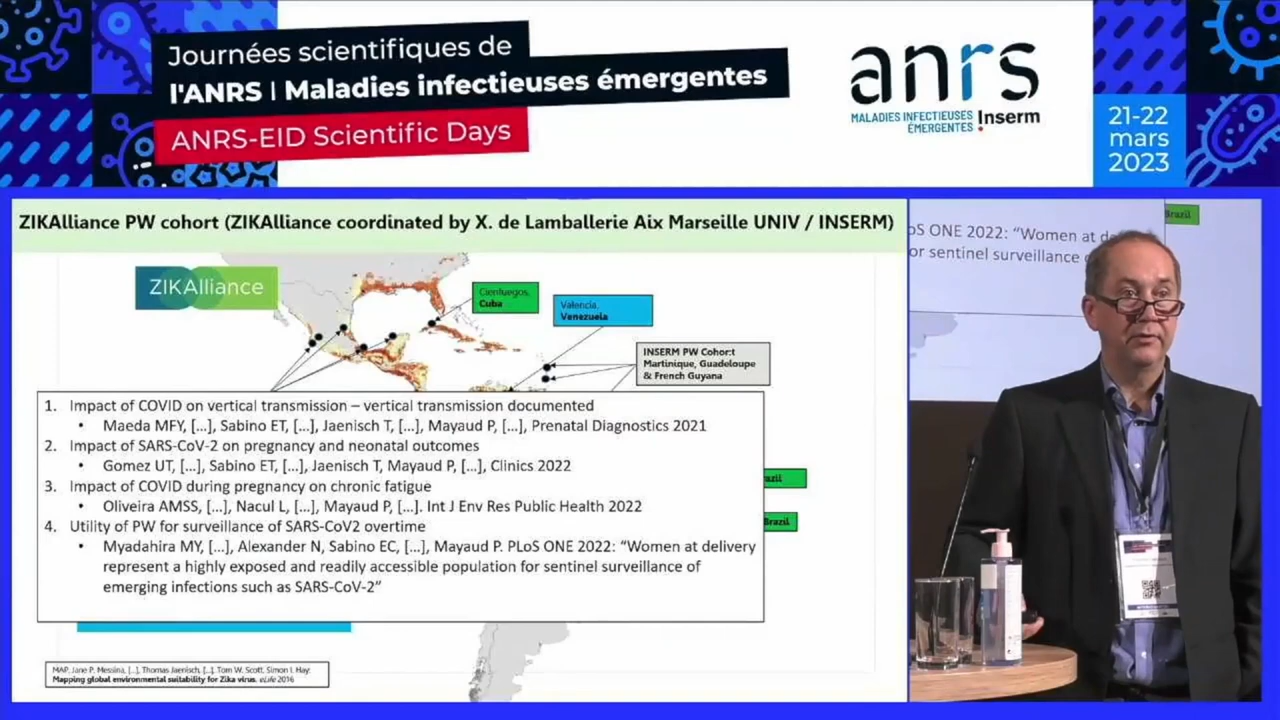 Journées scientifiques de
l'ANRS | Maladies infectieuses émergentes
ANRS-EID Scientific Days
anrs
MALADIES INFECTIEUSES
ÉMERGENTES
Inserm
21-22
mars
2023
ZIKAlliance PW cohort (ZIKAlliance coordinated by X. de Lamballerie Aix Marseille UNIV / INSERM)
ZIKAlliance
Cienfuegos,
Cuba
Valencia,
Venezuela
INSERM PW Cohor:t
Martinique, Guadeloupe
& French Guyana
1. Impact of COVID on vertical transmission – vertical transmission documented
• Maeda MFY, [...], Sabino ET, [...], Jaenisch T, [...], Mayaud P, [...], Prenatal Diagnostics 2021
2. Impact of SARS-CoV-2 on pregnancy and neonatal outcomes
• Gomez UT, [...], Sabino ET, [...], Jaenisch T, Mayaud P, [...], Clinics 2022
3. Impact of COVID during pregnancy on chronic fatigue
• Oliveira AMSS, [...], Nacul L, [...], Mayaud P, [...]. Int J Env Res Public Health 2022
4. Utility of PW for surveillance of SARS-CoV2 overtime
• Myadahira MY, [...], Alexander N, Sabino EC, [...], Mayaud P. PLoS ONE 2022: “Women at delivery
represent a highly exposed and readily accessible population for sentinel surveillance of
emerging infections such as SARS-CoV-2”
azil
Brazil
MAP, Jane P. Messina, [..], Thomas Jaenisch, [..], Tom W. Scott, Simon I. Hay:
Mapping global environmental suitability for Zika virus. eLife 2016
Brazil
oS ONE 2022: “Women at de
or sentinel surveillance